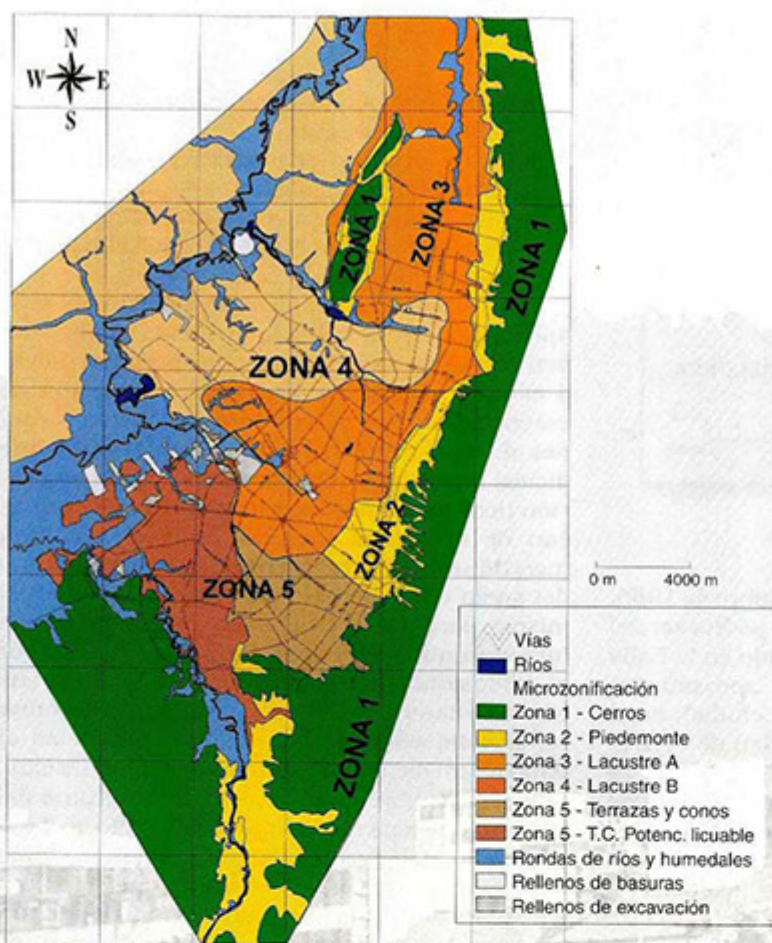 N
W E
S
ZONA 1
ZONA 3
ZONA 1
ZONA 4
ZONA 2
ZONA 5
ZONA 1
0 m 4000 m
Vías
Ríos
Microzonificación
Zona 1 - Cerros
Zona 2 - Piedemonte
Zona 3 - Lacustre A
Zona 4 - Lacustre B
Zona 5 - Terrazas y conos
Zona 5 - T.C. Potenc. licuable
Rondas de ríos y humedales
Rellenos de basuras
Rellenos de excavación